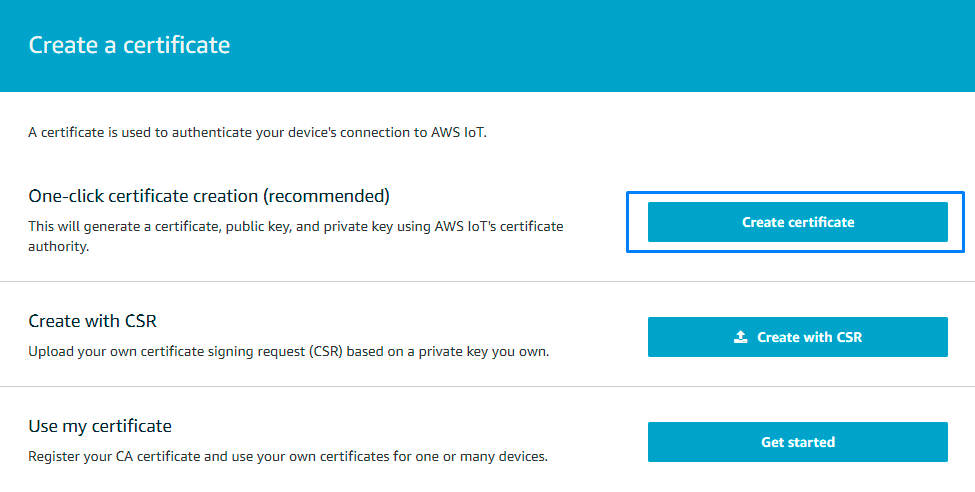 Create a certificate
A certificate is used to authenticate your device's connection to AWS IoT.
One-click certificate creation (recommended)
This will generate a certificate, public key, and private key using AWS IoT's certificate
authority.
Create certificate
Create with CSR
Upload your own certificate signing request (CSR) based on a private key you own.
Create with CSR
Use my certificate
Register your CA certificate and use your own certificates for one or many devices.
Get started